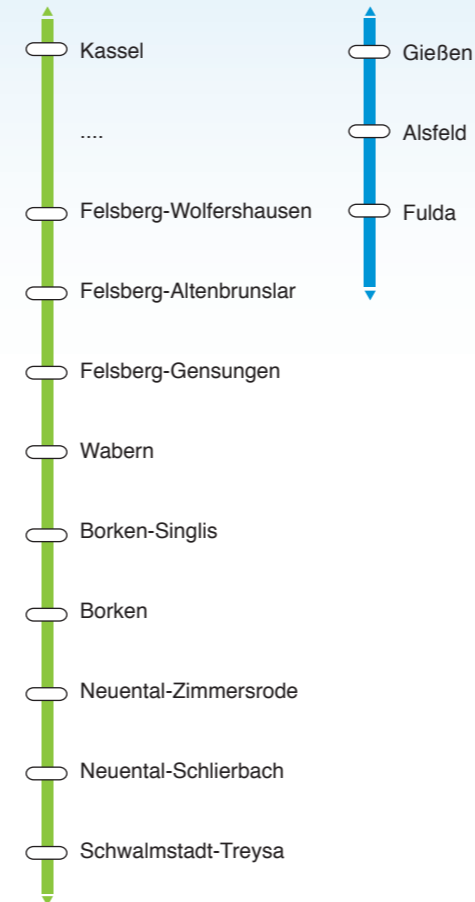 Kassel
....
Felsberg-Wolfershausen
Felsberg-Altenbrunslar
Felsberg-Gensungen
Wabern
Borken-Singlis
Borken
Neuental-Zimmersrode
Neuental-Schlierbach
Schwalmstadt-Treysa
Gießen
Alsfeld
Fulda